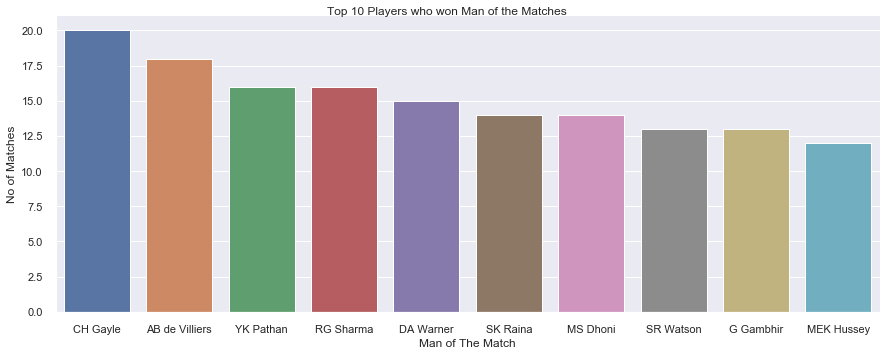 Top 10 Players who won Man of the Matches
No of Matches
20.0
17.5
15.0
12.5
10.0
7.5
5.0
2.5
0.0
CH Gayle AB de Villiers YK Pathan RG Sharma DA Warner SK Raina MS Dhoni SR Watson G Gambhir MEK Hussey
Man of The Match